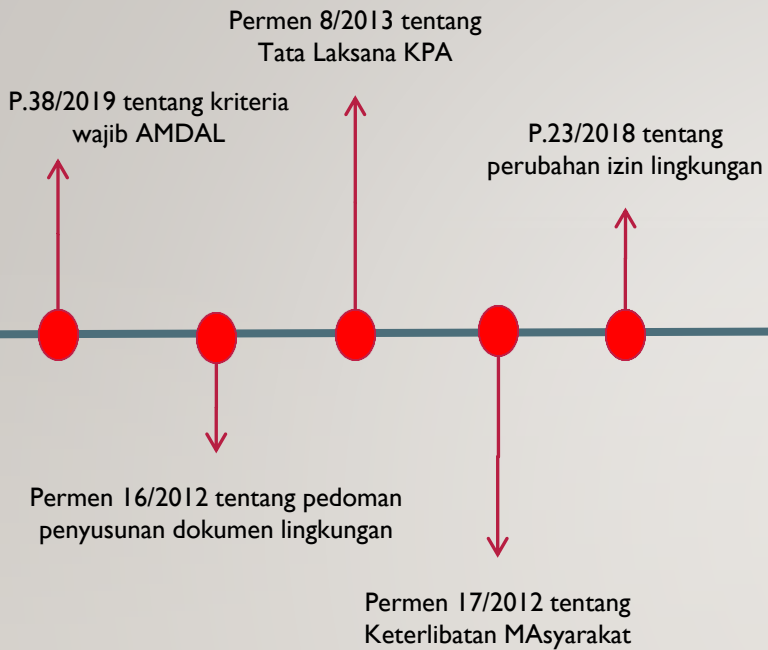 Permen 8/2013 tentang
Tata Laksana KPA
P.38/2019 tentang kriteria
wajib AMDAL
P.23/2018 tentang
perubahan izin lingkungan
Permen 16/2012 tentang pedoman
penyusunan dokumen lingkungan
Permen 17/2012 tentang
Keterlibatan MAsyarakat